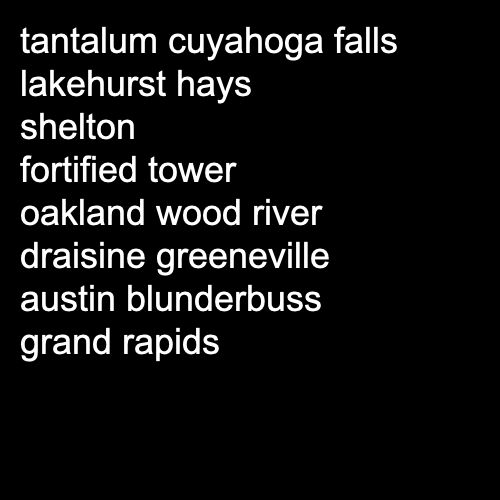 tantalum cuyahoga falls
lakehurst hays
shelton
fortified tower
oakland wood river
draisine greeneville
austin blunderbuss
grand rapids